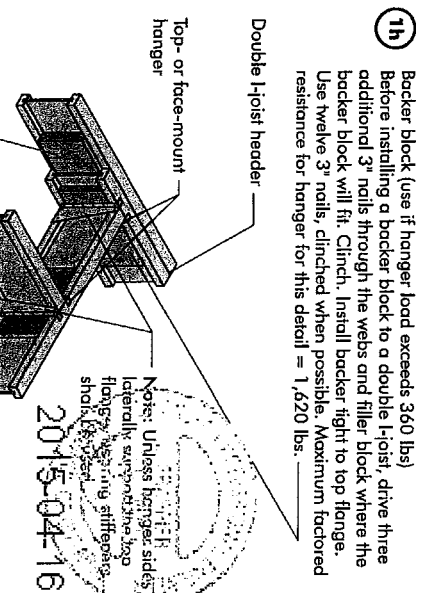 1h
Backer block (use if hanger load exceeds 360 lbs)
Before installing a backer block to a double I-joist, drive three
additional 3" nails through the webs and filler block where the
backer block will fit. Clinch. Install backer tight to top flange.
Use twelve 3" nails, clinched when possible. Maximum factored
resistance for hanger for this detail = 1,620 lbs.
Double I-joist header
Top- or face-mount
hanger
Note: Unless hanger sides
laterally support the top
flange, bearing stiffeners
shall be used.
2015-04-16